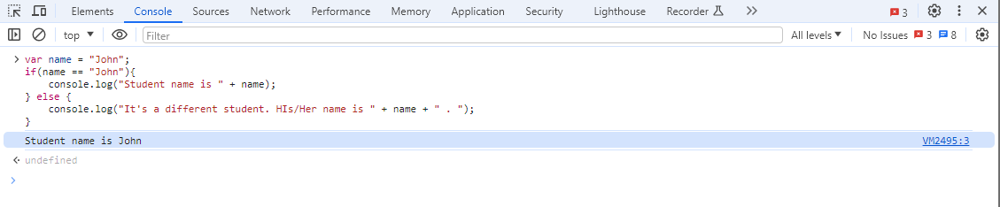 Elements Console Sources Network Performance Memory Application Security Lighthouse Recorder 3
top Filter All levels No Issues 3 8
var name = "John";
if(name == "John"){
    console.log("Student name is " + name);
} else {
    console.log("It's a different student. HIs/Her name is " + name + " . ");
}
Student name is John VM2495:3
undefined